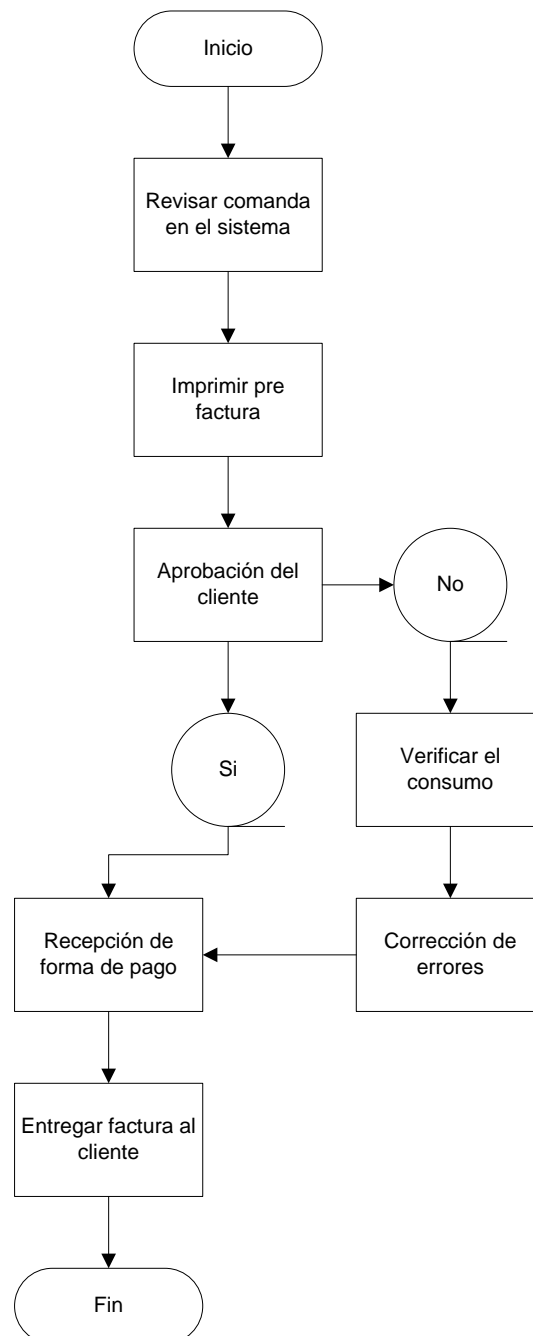 Inicio
Revisar comanda
en el sistema
Imprimir pre
factura
Aprobación del
cliente
No
Si
Verificar el
consumo
Recepción de
forma de pago
Corrección de
errores
Entregar factura al
cliente
Fin